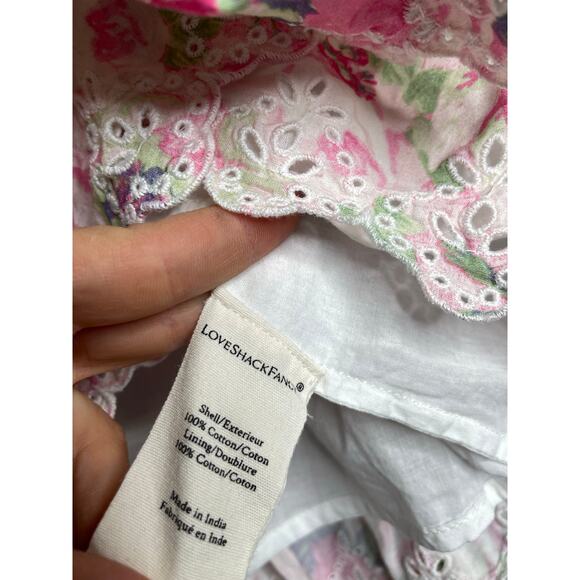 LOVESHACKFANCY®
Shell/Exterieur
100% Cotton/Coton
Lining/Doublure
100% Cotton/Coton
Made in India
Fabriqué en Inde